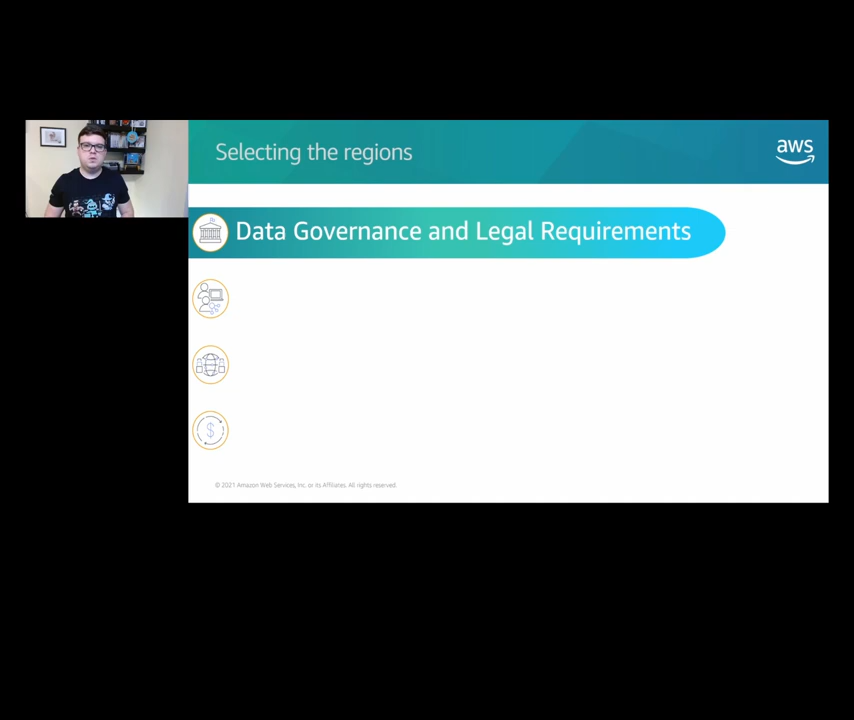 Selecting the regions
aws
Data Governance and Legal Requirements
© 2021 Amazon Web Services, Inc. or its Affiliates. All rights reserved.